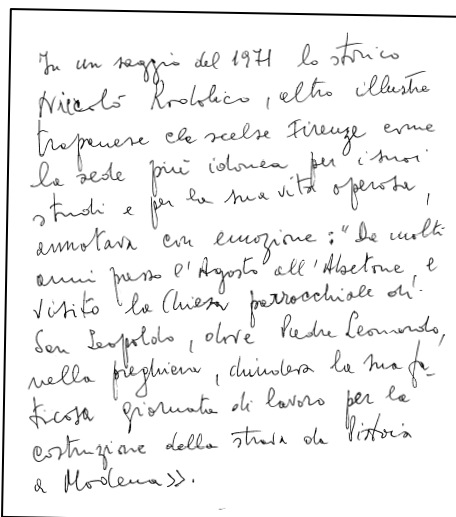 In un saggio del 1971 lo storico
Niccolò Rodolico, altro illustre
trapanese che scelse Firenze come
la sede più idonea per i suoi
studi e per la sua vita operosa,
annotava con emozione: "Da molti
anni passo l'Agosto all'Abetone, e
visito la Chiesa parrocchiale di
San Leopoldo, dove Pietro Leopoldo,
nella preghiera, chiudeva la sua fa-
ticosa giornata di lavoro per la
costruzione della strada da Pistoia
a Modena».